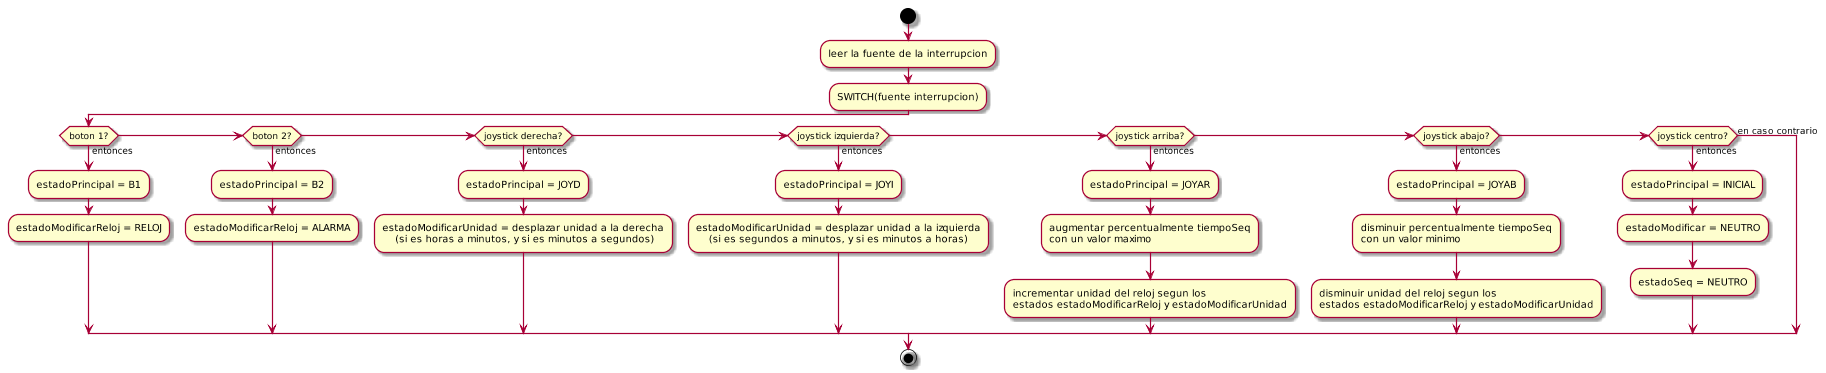 leer la fuente de la interrupcion
SWITCH(fuente interrupcion)
boton 1?
entonces
estadoPrincipal = B1
estadoModificarReloj = RELOJ
boton 2?
entonces
estadoPrincipal = B2
estadoModificarReloj = ALARMA
joystick derecha?
entonces
estadoPrincipal = JOYD
estadoModificarUnidad = desplazar unidad a la derecha
(si es horas a minutos, y si es minutos a segundos)
joystick izquierda?
entonces
estadoPrincipal = JOYI
estadoModificarUnidad = desplazar unidad a la izquierda
(si es segundos a minutos, y si es minutos a horas)
joystick arriba?
entonces
estadoPrincipal = JOYAR
augmentar percentualmente tiempoSeq
con un valor maximo
incrementar unidad del reloj segun los
estados estadoModificarReloj y estadoModificarUnidad
joystick abajo?
entonces
estadoPrincipal = JOYAB
disminuir percentualmente tiempoSeq
con un valor minimo
disminuir unidad del reloj segun los
estados estadoModificarReloj y estadoModificarUnidad
joystick centro?
entonces
estadoPrincipal = INICIAL
estadoModificar = NEUTRO
estadoSeq = NEUTRO
en caso contrario